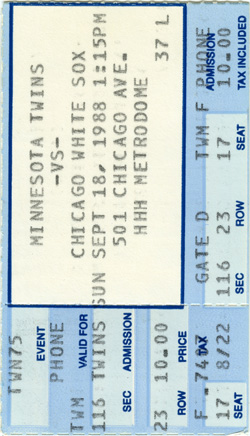 MINNESOTA TWINS
-VS-
CHICAGO WHITE SOX
SUN SEPT 18, 1988 1:15PM
501 CHICAGO AVE.
HHH METRODOME
37 L
PHONE
ADMISSION
10.00
TAX INCLUDED
TWM F
GATE D
17
SEAT
23
ROW
116
SEC
TWN75
EVENT
PHONE
TWM
VALID FOR
116 TWINS
SEC
ADMISSION
23
ROW
10.00
PRICE
TAX
17
SEAT
8/22